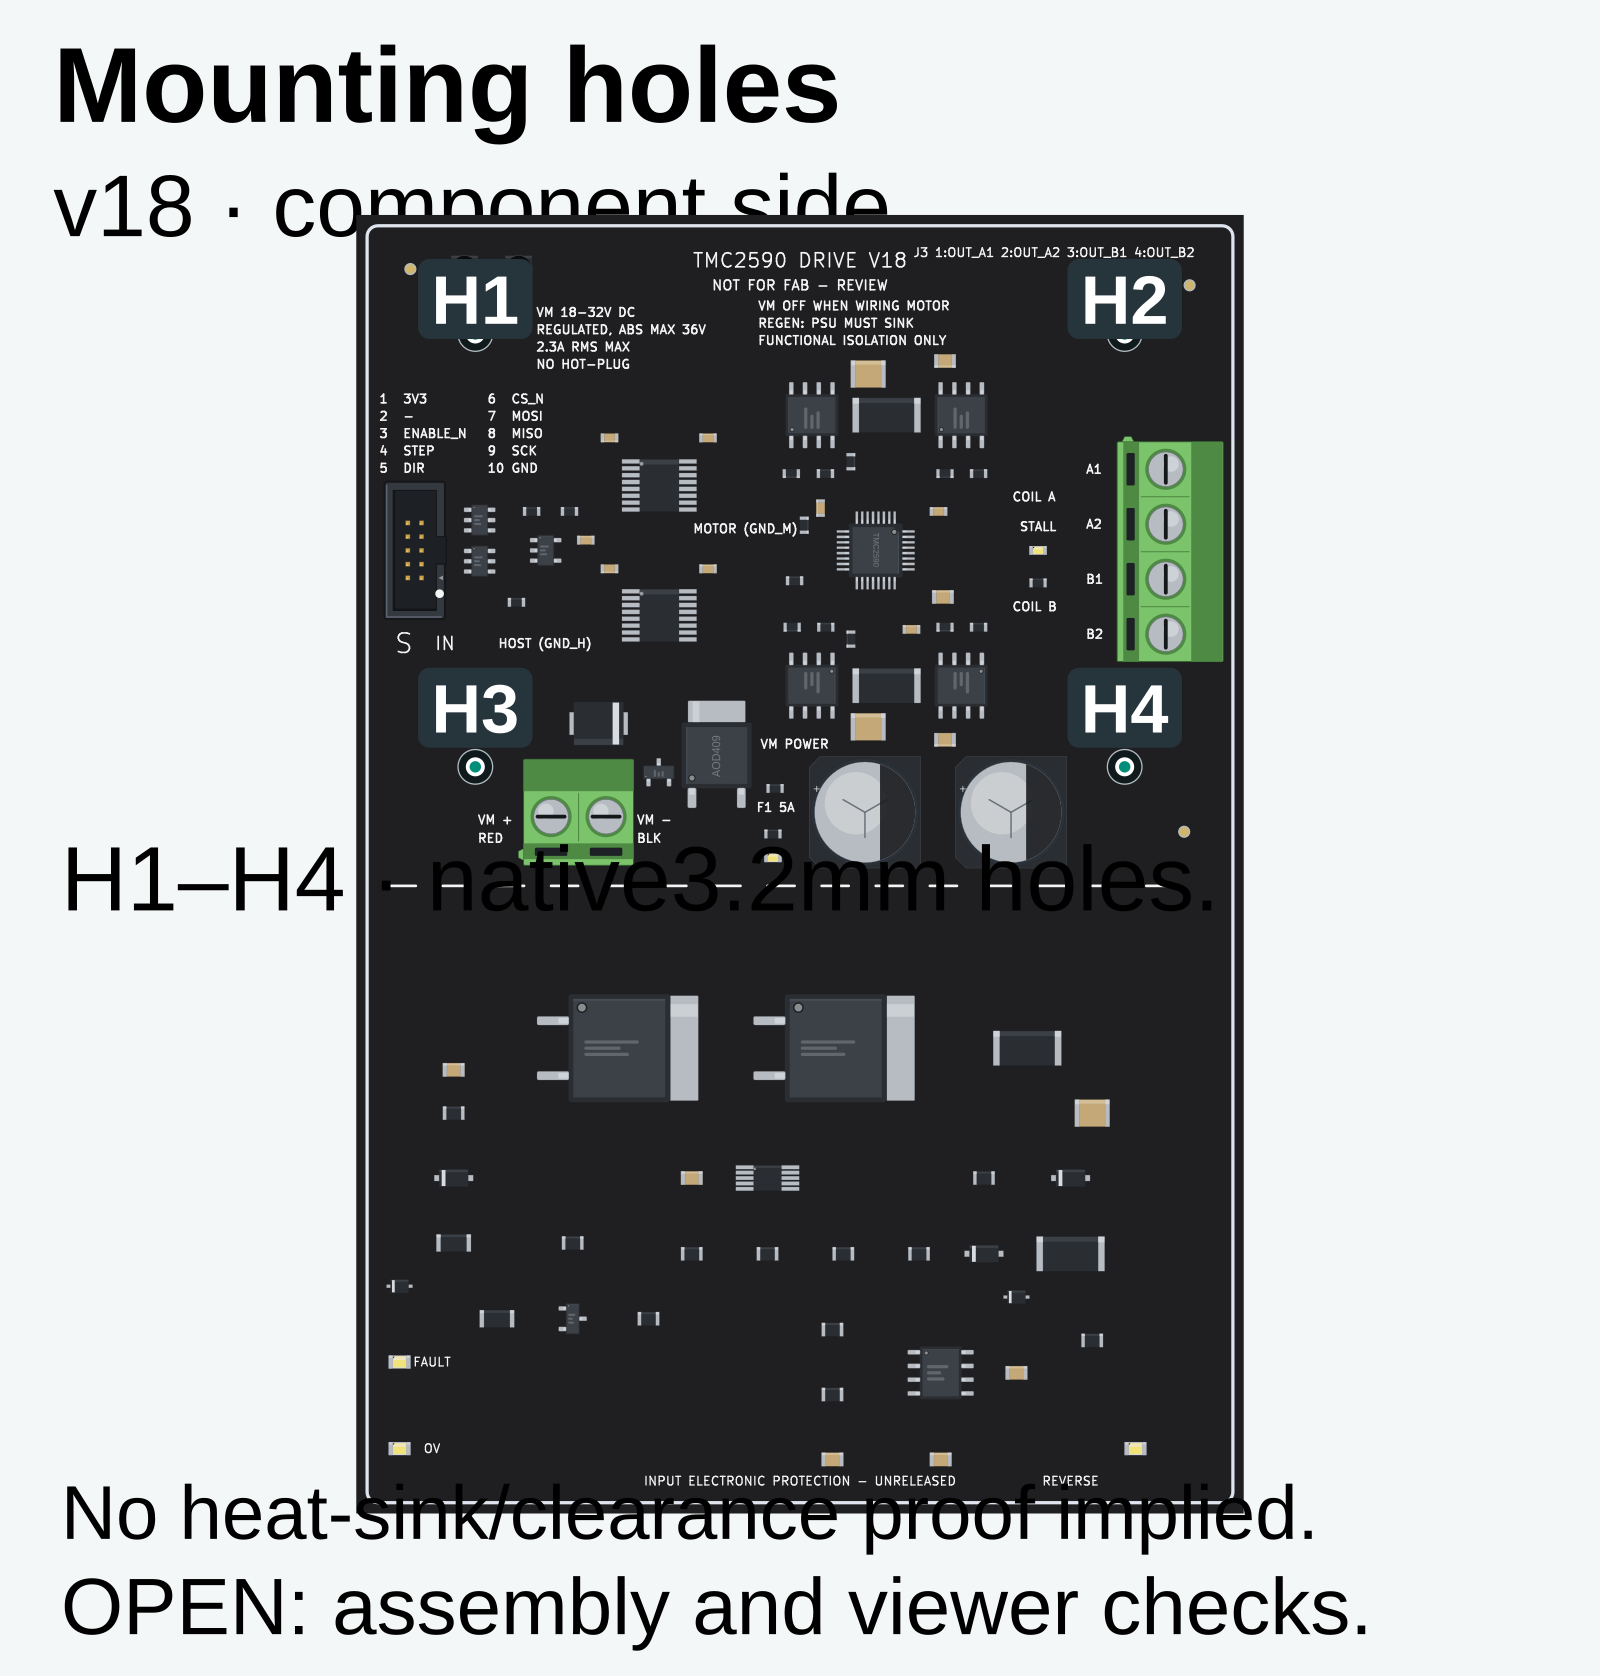 Mounting holes
v18 · component side
TMC2590 DRIVE V18
J3 1:OUT_A1 2:OUT_A2 3:OUT_B1 4:OUT_B2
NOT FOR FAB – REVIEW
H1
H2
VM 18–32V DC
REGULATED, ABS MAX 36V
2.3A RMS MAX
NO HOT-PLUG
VM OFF WHEN WIRING MOTOR
REGEN: PSU MUST SINK
FUNCTIONAL ISOLATION ONLY
1 3V3 6 CS_N
2 – 7 MOSI
3 ENABLE_N 8 MISO
4 STEP 9 SCK
5 DIR 10 GND
A1
COIL A
A2
STALL
MOTOR (GND_M)
TMC2590
B1
COIL B
B2
S IN
HOST (GND_H)
H3
H4
AOD409
VM POWER
F1 5A
VM +
RED
VM –
BLK
+
+
H1–H4 · native3.2mm holes.
FAULT
OV
INPUT ELECTRONIC PROTECTION – UNRELEASED
REVERSE
No heat-sink/clearance proof implied.
OPEN: assembly and viewer checks.